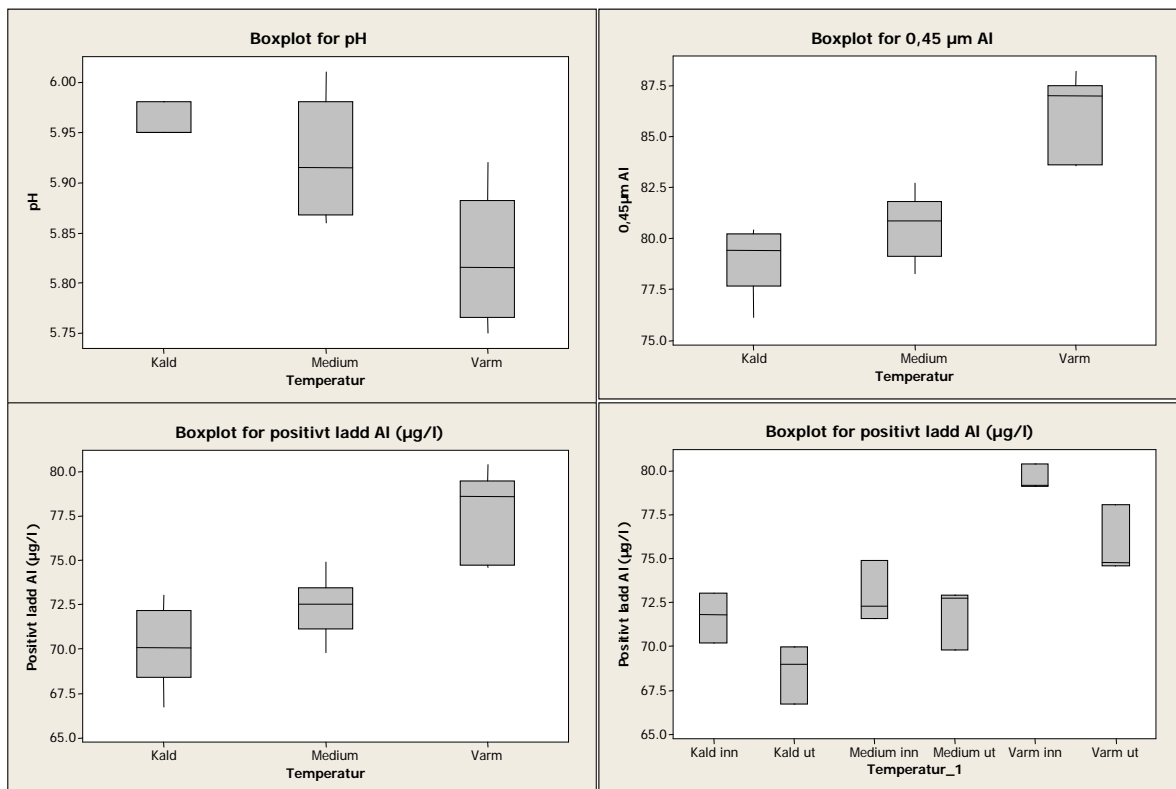 Boxplot for pH
6.00
5.95
5.90
5.85
5.80
5.75
pH
Kald Medium Varm
Temperatur
Boxplot for 0,45 µm Al
87.5
85.0
82.5
80.0
77.5
75.0
0,45µm Al
Kald Medium Varm
Temperatur
Boxplot for positivt ladd Al (µg/l)
80.0
77.5
75.0
72.5
70.0
67.5
65.0
Positivt ladd Al (µg/l)
Kald Medium Varm
Temperatur
Boxplot for positivt ladd Al (µg/l)
80.0
77.5
75.0
72.5
70.0
67.5
65.0
Positivt ladd Al (µg/l)
Kald inn Kald ut Medium inn Medium ut Varm inn Varm ut
Temperatur_1